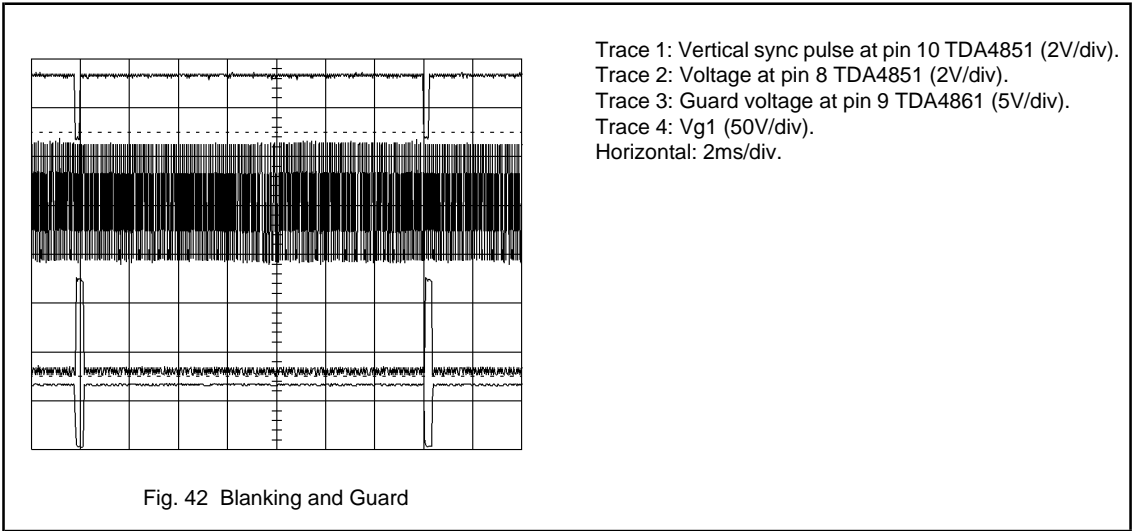 Trace 1: Vertical sync pulse at pin 10 TDA4851 (2V/div).
Trace 2: Voltage at pin 8 TDA4851 (2V/div).
Trace 3: Guard voltage at pin 9 TDA4861 (5V/div).
Trace 4: Vg1 (50V/div).
Horizontal: 2ms/div.
Fig. 42 Blanking and Guard